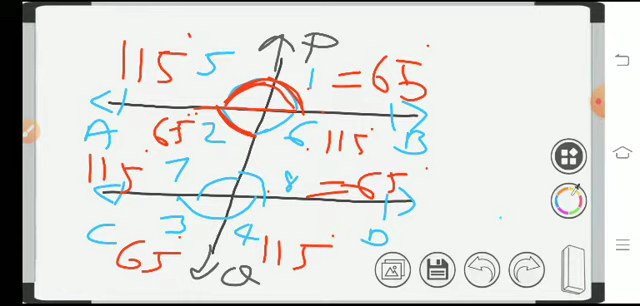 P
115° 5 1 = 65°
A 65° 2 6 115° B
115° 7 8 = 65°
C 3 4 D
65° 115°
Q